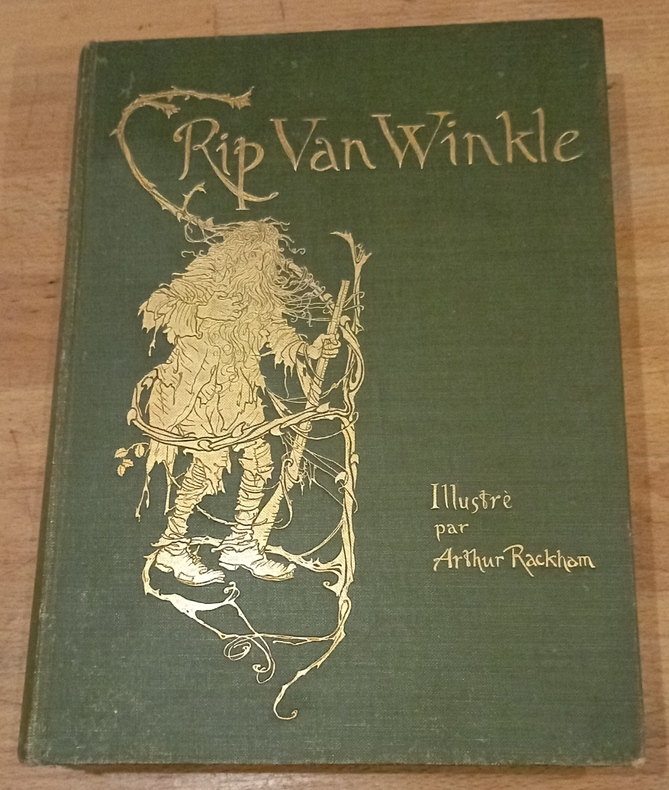 Rip Van Winkle
Illustrè
par
Arthur Rackham